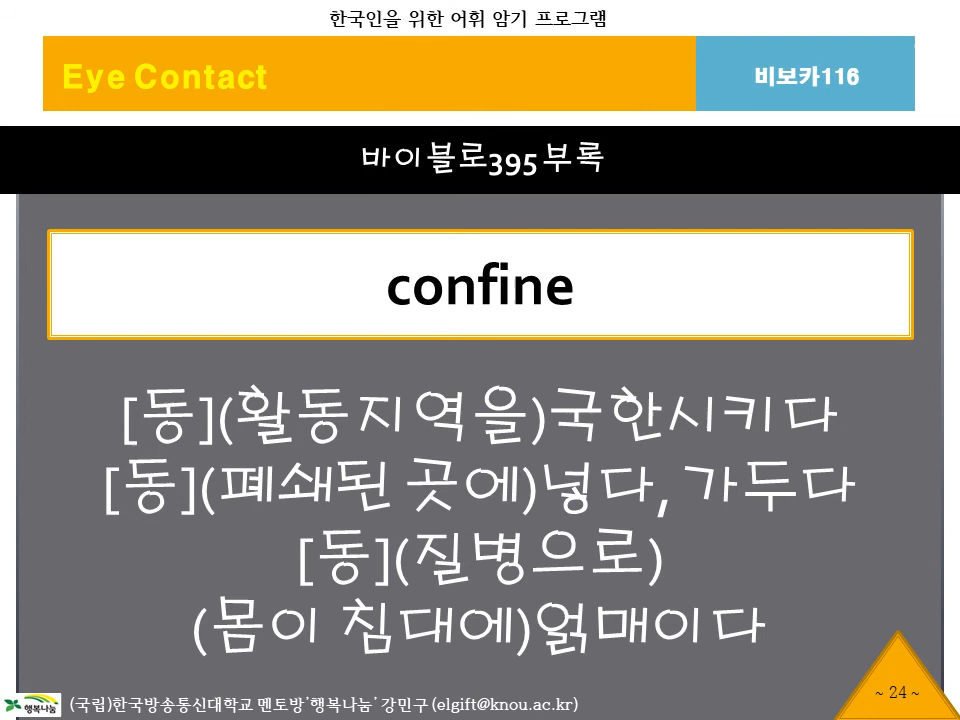 한국인을 위한 어휘 암기 프로그램
Eye Contact
비보카116
바이블로395부록
confine
[동](활동지역을)국한시키다
[동](폐쇄된 곳에)넣다, 가두다
[동](질병으로)
(몸이 침대에)얽매이다
~ 24 ~
행복나눔
(국립)한국방송통신대학교 멘토방'행복나눔' 강민구 (elgift@knou.ac.kr)